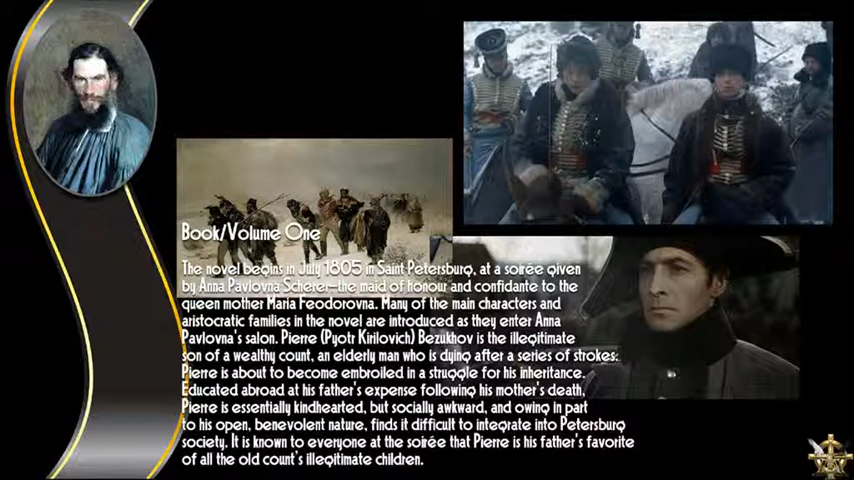 Book/Volume One
The novel begins in July 1805 in Saint Petersburg, at a soirée given
by Anna Pavlovna Scherer—the maid of honour and confidante to the
queen mother Maria Feodorovna. Many of the main characters and
aristocratic families in the novel are introduced as they enter Anna
Pavlovna's salon. Pierre (Pyotr Kirilovich) Bezukhov is the illegitimate
son of a wealthy count, an elderly man who is dying after a series of strokes.
Pierre is about to become embroiled in a struggle for his inheritance.
Educated abroad at his father's expense following his mother's death,
Pierre is essentially kindhearted, but socially awkward, and owing in part
to his open, benevolent nature, finds it difficult to integrate into Petersburg
society. It is known to everyone at the soirée that Pierre is his father's favorite
of all the old count's illegitimate children.